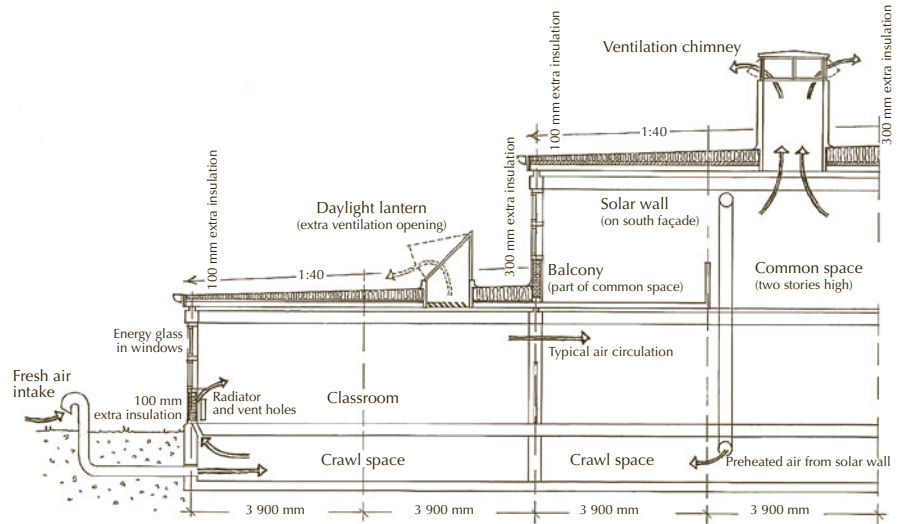 Ventilation chimney
100 mm extra insulation
300 mm extra insulation
1:40
100 mm extra insulation
300 mm extra insulation
Daylight lantern
(extra ventilation opening)
Solar wall
(on south façade)
1:40
Balcony
(part of common space)
Common space
(two stories high)
Energy glass
in windows
Typical air circulation
Fresh air
intake
100 mm
extra insulation
Radiator
and vent holes
Classroom
Crawl space
Crawl space
Preheated air from solar wall
3 900 mm
3 900 mm
3 900 mm
3 900 mm